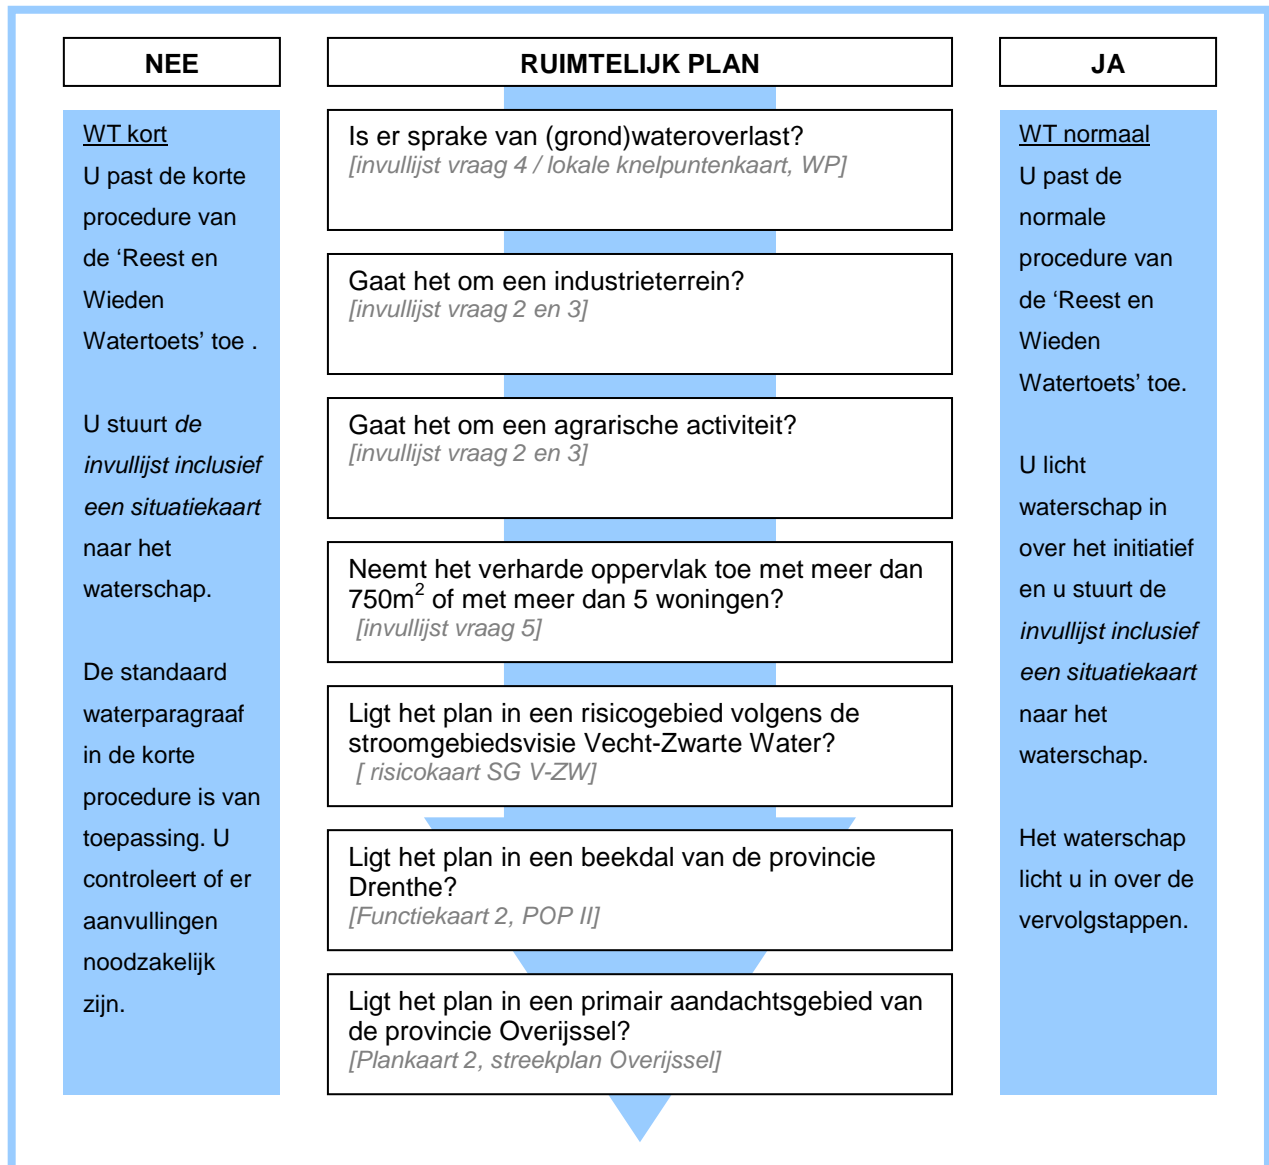 NEE
RUIMTELIJK PLAN
JA
WT kort
U past de korte
procedure van
de ‘Reest en
Wieden
Watertoets’ toe .
U stuurt de
invullijst inclusief
een situatiekaart
naar het
waterschap.
De standaard
waterparagraaf
in de korte
procedure is van
toepassing. U
controleert of er
aanvullingen
noodzakelijk
zijn.
Is er sprake van (grond)wateroverlast?
[invullijst vraag 4 / lokale knelpuntenkaart, WP]
Gaat het om een industrieterrein?
[invullijst vraag 2 en 3]
Gaat het om een agrarische activiteit?
[invullijst vraag 2 en 3]
Neemt het verharde oppervlak toe met meer dan
750m² of met meer dan 5 woningen?
[invullijst vraag 5]
Ligt het plan in een risicogebied volgens de
stroomgebiedsvisie Vecht-Zwarte Water?
[ risicokaart SG V-ZW]
Ligt het plan in een beekdal van de provincie
Drenthe?
[Functiekaart 2, POP II]
Ligt het plan in een primair aandachtsgebied van
de provincie Overijssel?
[Plankaart 2, streekplan Overijssel]
WT normaal
U past de
normale
procedure van
de ‘Reest en
Wieden
Watertoets’ toe.
U licht
waterschap in
over het initiatief
en u stuurt de
invullijst inclusief
een situatiekaart
naar het
waterschap.
Het waterschap
licht u in over de
vervolgstappen.